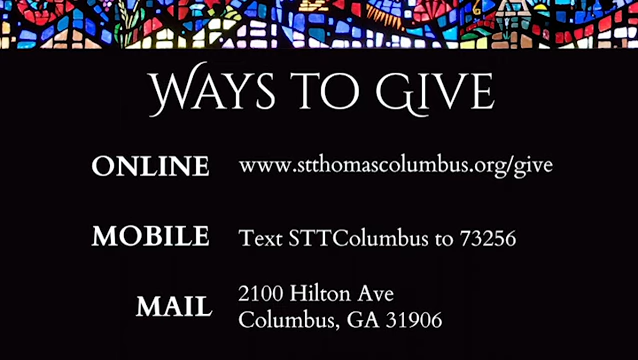 Ways to Give
ONLINE www.stthomascolumbus.org/give
MOBILE Text STTColumbus to 73256
MAIL 2100 Hilton Ave
Columbus, GA 31906